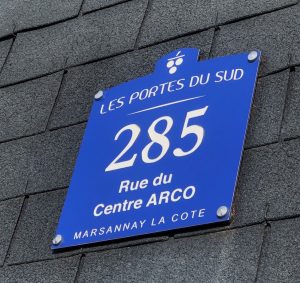 LES PORTES DU SUD
285
Rue du
Centre ARCO
MARSANNAY LA COTE